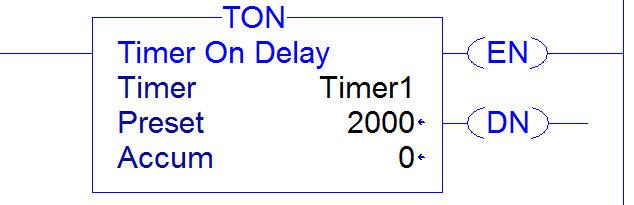 TON
Timer On Delay
EN
Timer Timer1
Preset 2000
DN
Accum 0